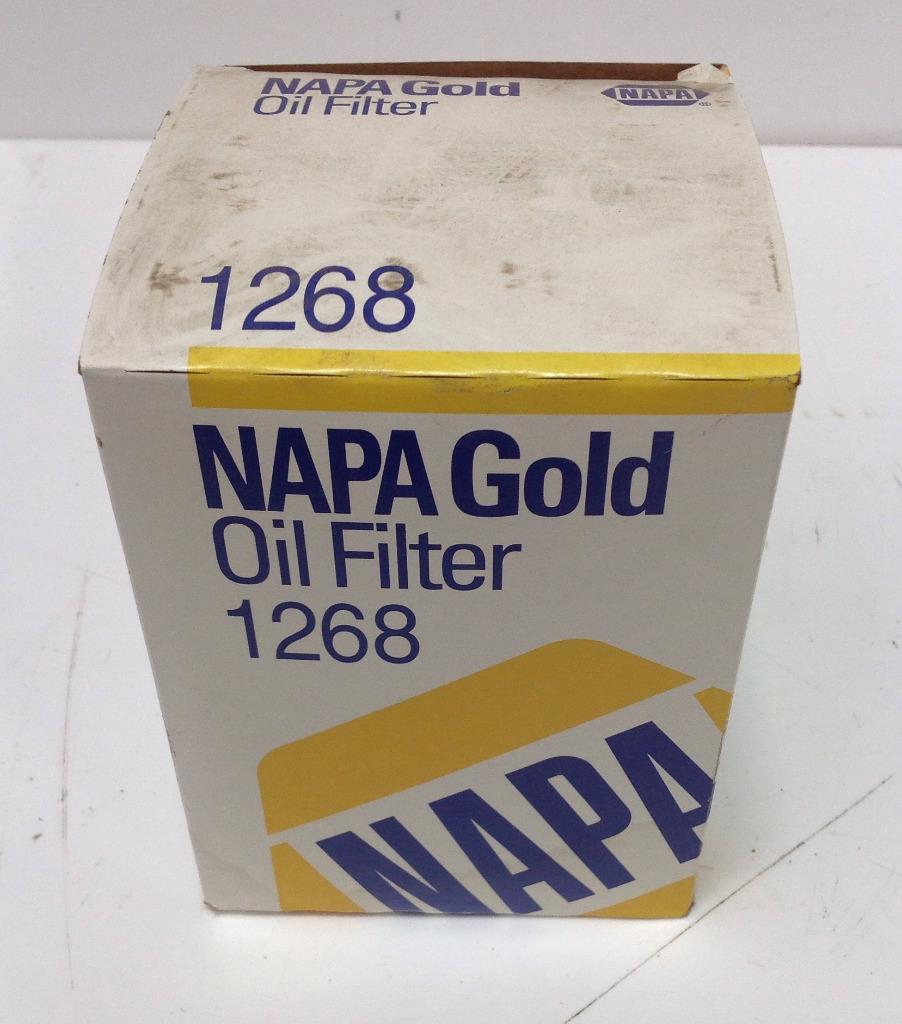 NAPA Gold
Oil Filter
NAPA®
1268
NAPA Gold
Oil Filter
1268
NAPA